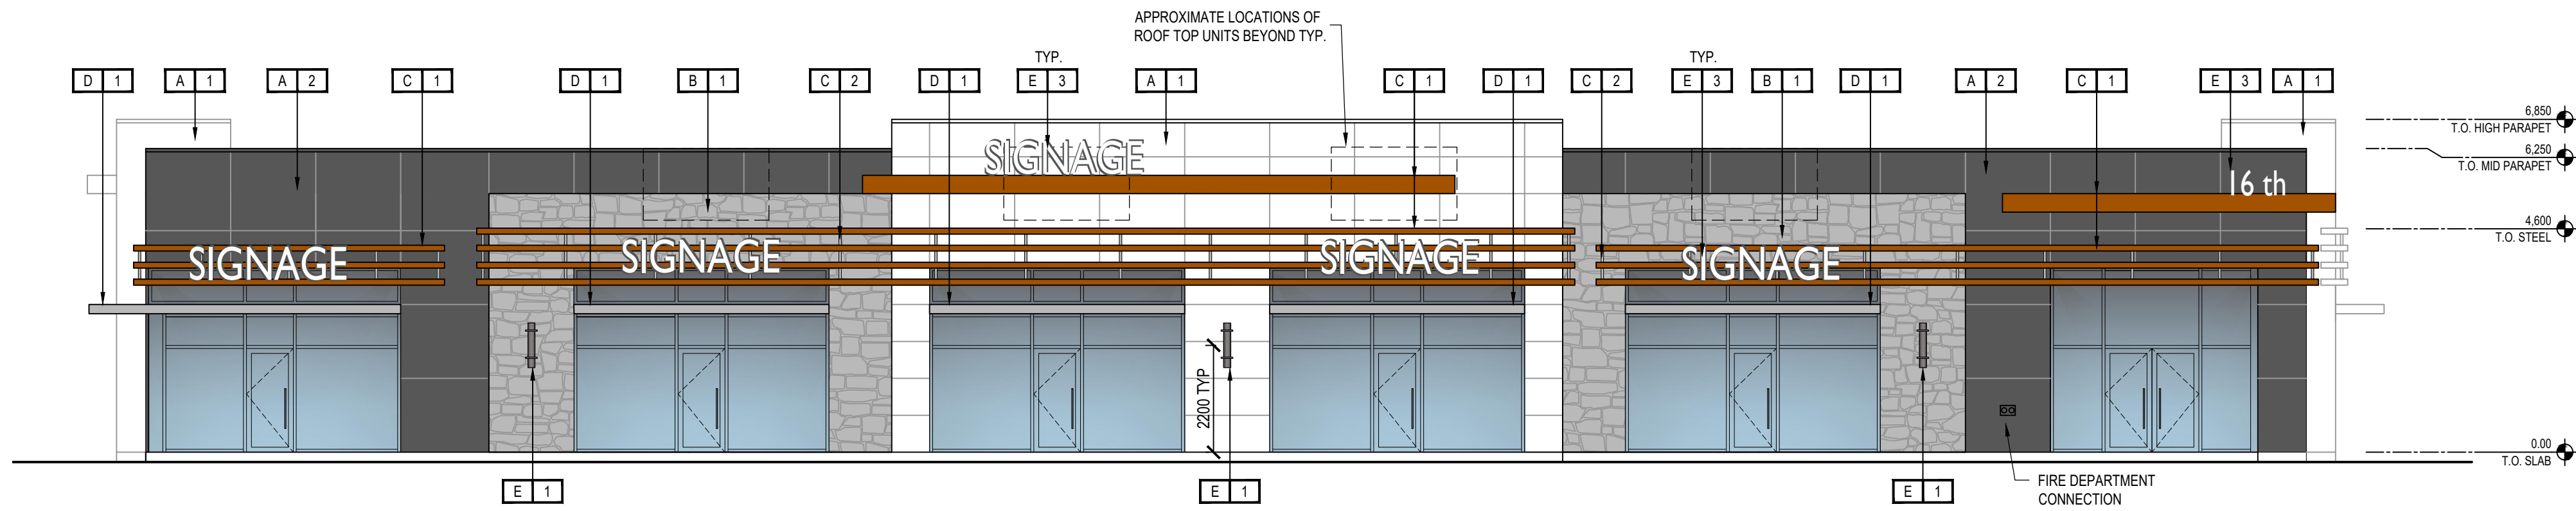 APPROXIMATE LOCATIONS OF
ROOF TOP UNITS BEYOND TYP.
TYP.
TYP.
D 1
A 1
A 2
C 1
D 1
B 1
C 2
D 1
E 3
A 1
C 1
D 1
C 2
E 3
B 1
D 1
A 2
C 1
E 3
A 1
6,850
T.O. HIGH PARAPET
6,250
T.O. MID PARAPET
SIGNAGE
16 th
4,600
T.O. STEEL
SIGNAGE
SIGNAGE
SIGNAGE
SIGNAGE
2200 TYP
0.00
T.O. SLAB
E 1
E 1
E 1
FIRE DEPARTMENT
CONNECTION